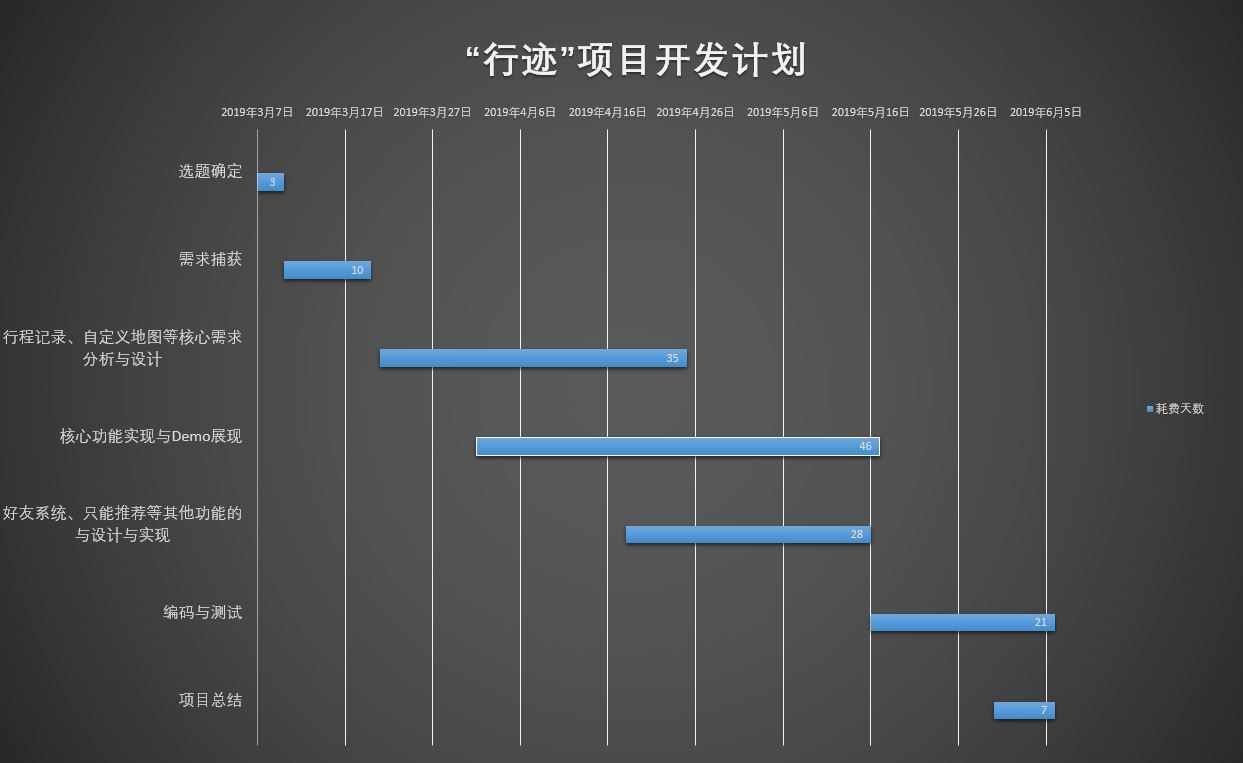 “行迹”项目开发计划
2019年3月7日 2019年3月17日 2019年3月27日 2019年4月6日 2019年4月16日 2019年4月26日 2019年5月6日 2019年5月16日 2019年5月26日 2019年6月5日
选题确定
3
需求捕获
10
行程记录、自定义地图等核心需求
分析与设计
35
核心功能实现与Demo展现
46
好友系统、只能推荐等其他功能的
与设计与实现
28
编码与测试
21
项目总结
7
耗费天数